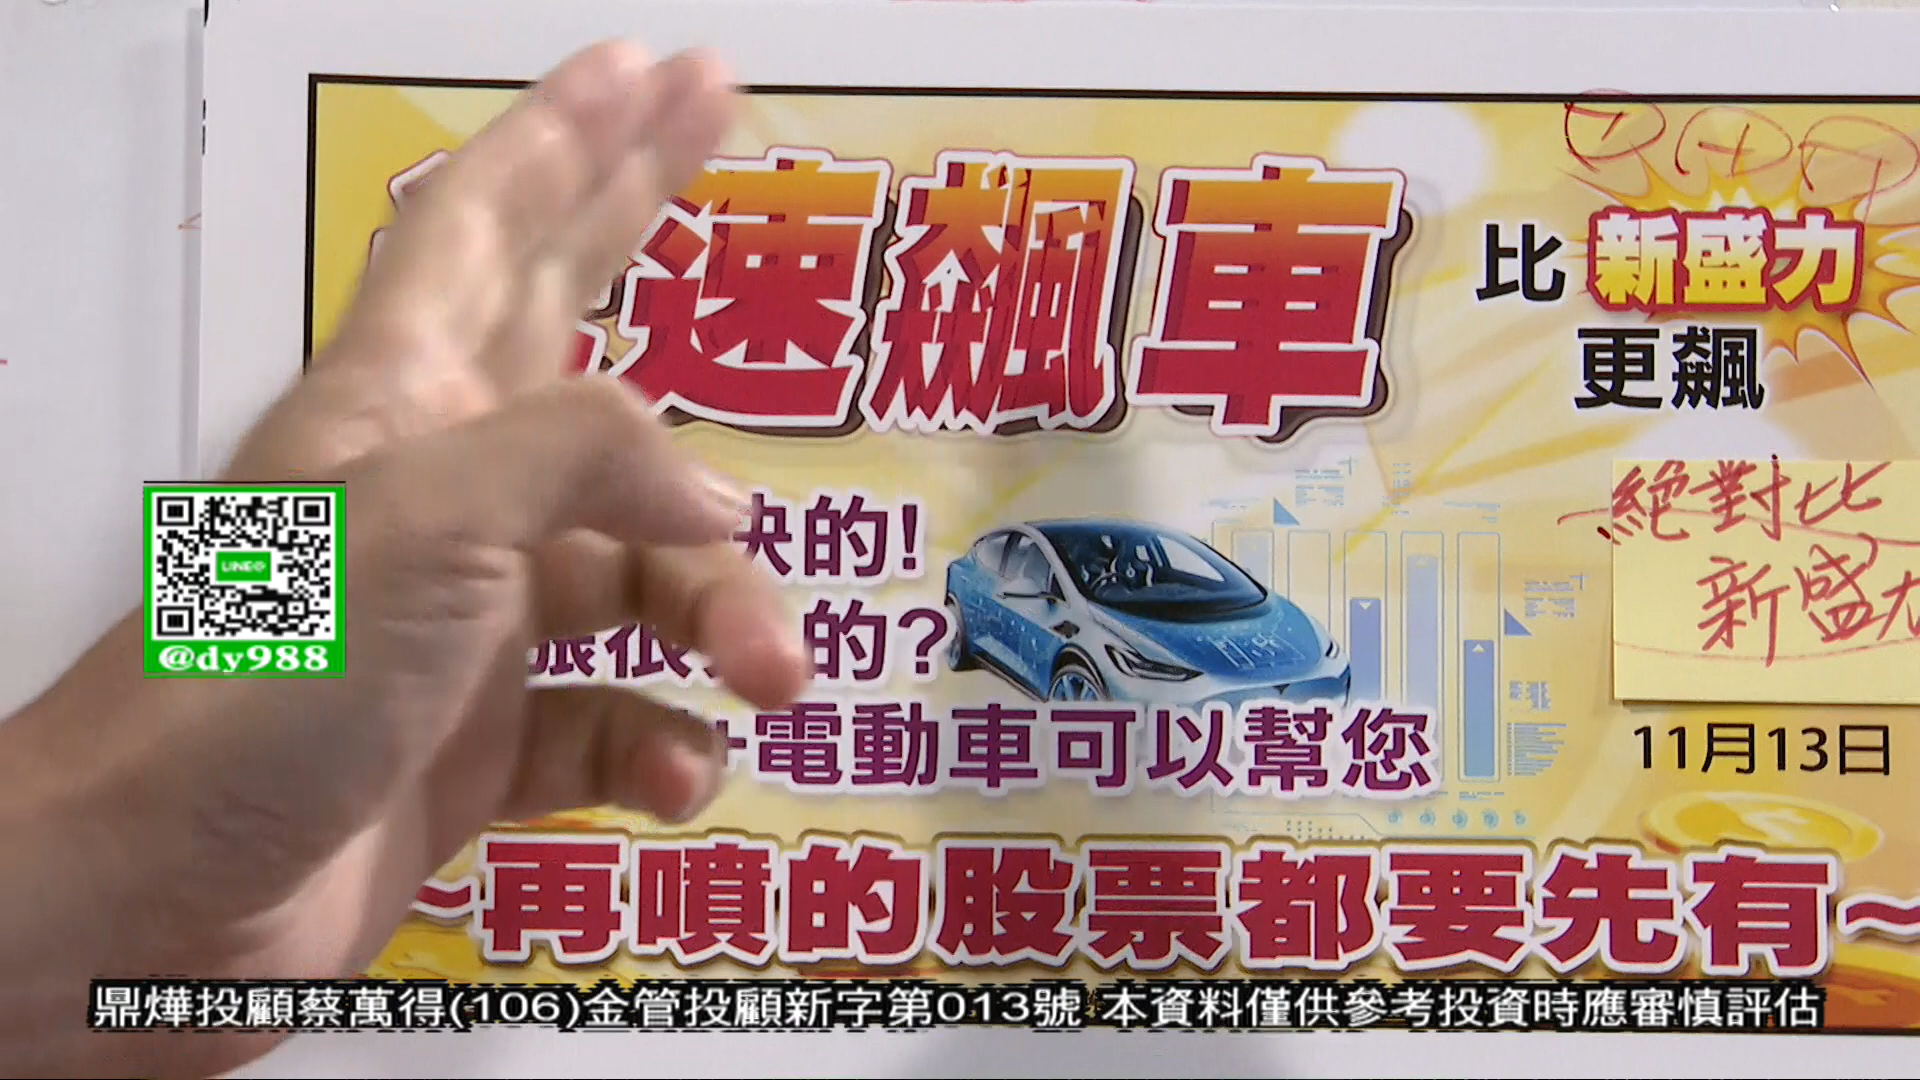 速飆車
比新盛力
更飆
快的!
的?
絕對比
新盛力
+電動車可以幫您
11月13日
~再噴的股票都要先有~
LINE@
@dy988
鼎燁投顧蔡萬得(106)金管投顧新字第013號 本資料僅供參考投資時應審慎評估